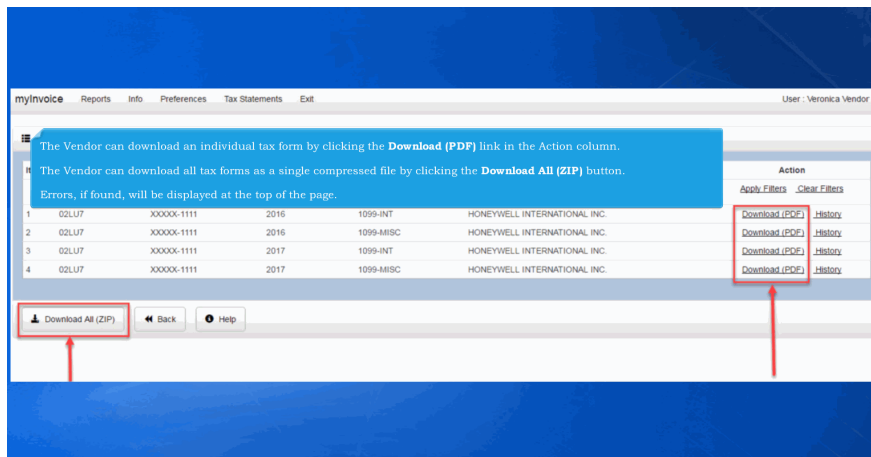 myInvoice Reports Info Preferences Tax Statements Exit User : Veronica Vendor
The Vendor can download an individual tax form by clicking the Download (PDF) link in the Action column.
The Vendor can download all tax forms as a single compressed file by clicking the Download All (ZIP) button.
Errors, if found, will be displayed at the top of the page.
Action
Apply Filters Clear Filters
1 02LU7 XXXXX-1111 2016 1099-INT HONEYWELL INTERNATIONAL INC. Download (PDF) History
2 02LU7 XXXXX-1111 2016 1099-MISC HONEYWELL INTERNATIONAL INC. Download (PDF) History
3 02LU7 XXXXX-1111 2017 1099-INT HONEYWELL INTERNATIONAL INC. Download (PDF) History
4 02LU7 XXXXX-1111 2017 1099-MISC HONEYWELL INTERNATIONAL INC. Download (PDF) History
Download All (ZIP) Back Help